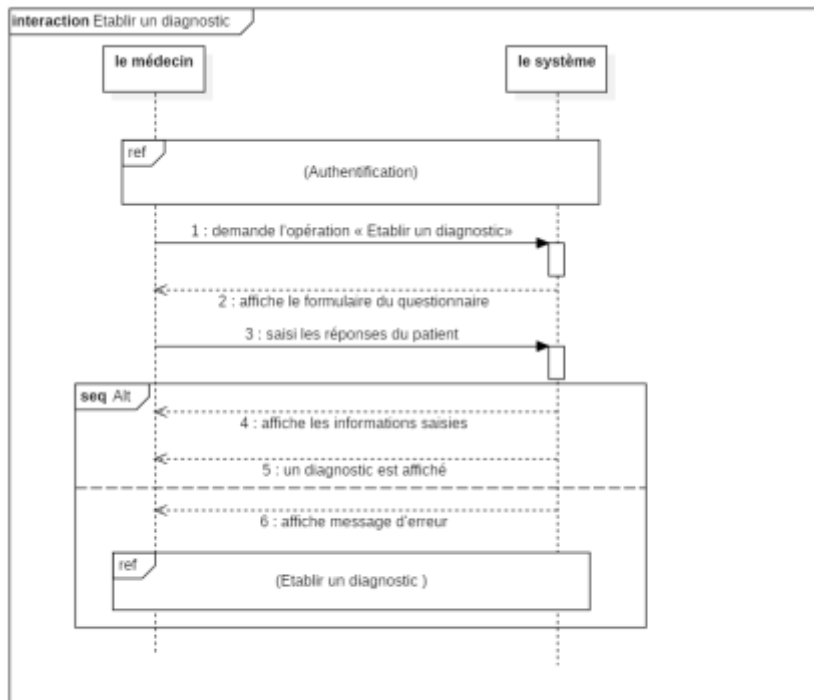 interaction Etablir un diagnostic
le médecin
le système
ref
(Authentification)
1 : demande l'opération « Etablir un diagnostic»
2 : affiche le formulaire du questionnaire
3 : saisi les réponses du patient
seq Alt
4 : affiche les informations saisies
5 : un diagnostic est affiché
6 : affiche message d'erreur
ref
(Etablir un diagnostic )